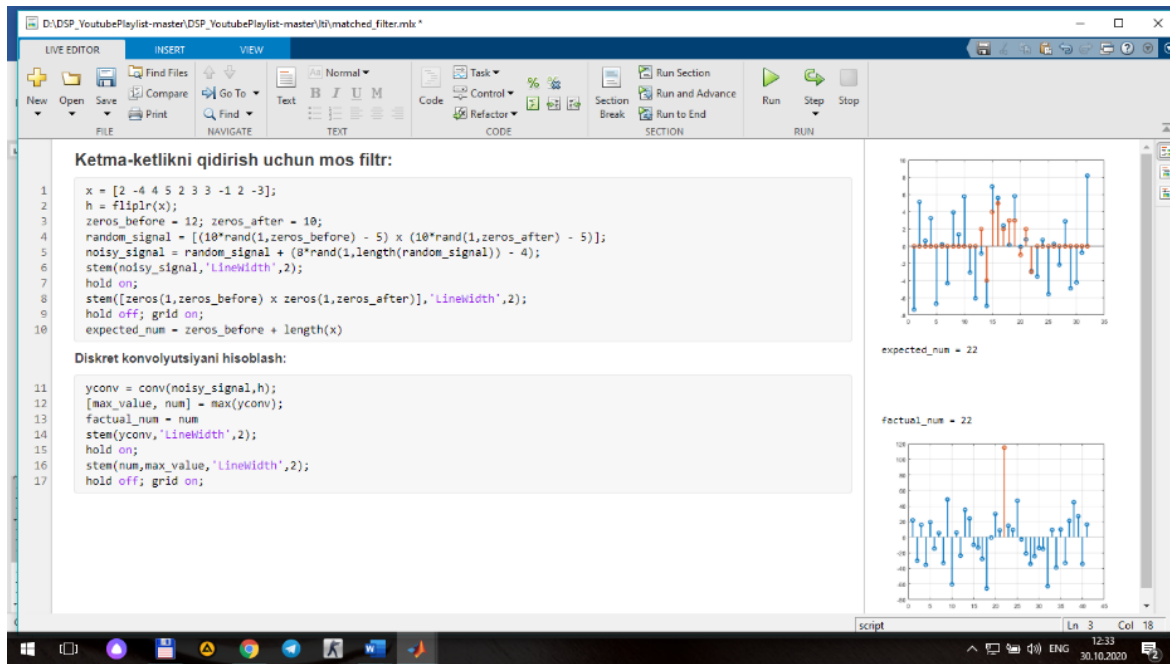 D:\DSP_YoutubePlaylist-master\DSP_YoutubePlaylist-master\lti\matched_filter.mlx *
LIVE EDITOR INSERT VIEW
Find Files Normal Task Run Section
Compare Go To B I U M Control Run and Advance
New Open Save Print Find Text Code Refactor Section Break Run to End Run Step Stop
FILE NAVIGATE TEXT CODE SECTION RUN
Ketma-ketlikni qidirish uchun mos filtr:
1 x = [2 -4 4 5 2 3 3 -1 2 -3];
2 h = fliplr(x);
3 zeros_before = 12; zeros_after = 10;
4 random_signal = [(10*rand(1,zeros_before) - 5) x (10*rand(1,zeros_after) - 5)];
5 noisy_signal = random_signal + (8*rand(1,length(random_signal)) - 4);
6 stem(noisy_signal,'LineWidth',2);
7 hold on;
8 stem([zeros(1,zeros_before) x zeros(1,zeros_after)],'LineWidth',2);
9 hold off; grid on;
10 expected_num = zeros_before + length(x)
expected_num = 22
Diskret konvolyutsiyani hisoblash:
11 yconv = conv(noisy_signal,h);
12 [max_value, num] = max(yconv);
13 factual_num = num
14 stem(yconv,'LineWidth',2);
15 hold on;
16 stem(num,max_value,'LineWidth',2);
17 hold off; grid on;
factual_num = 22
script Ln 3 Col 18
ENG 12:33
30.10.2020